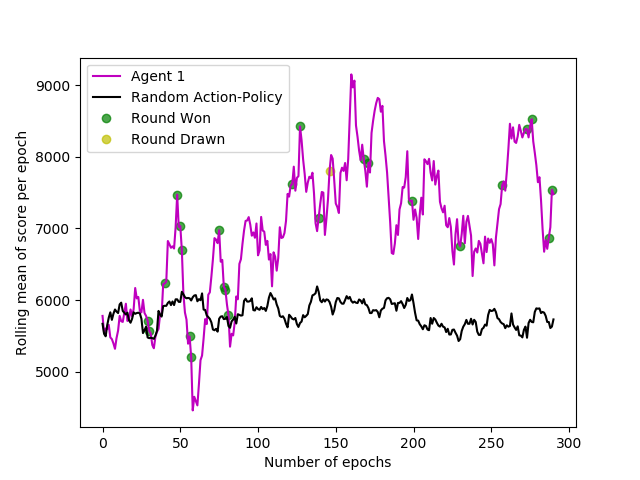 Agent 1
Random Action-Policy
Round Won
Round Drawn
Rolling mean of score per epoch
9000
8000
7000
6000
5000
0 50 100 150 200 250 300
Number of epochs